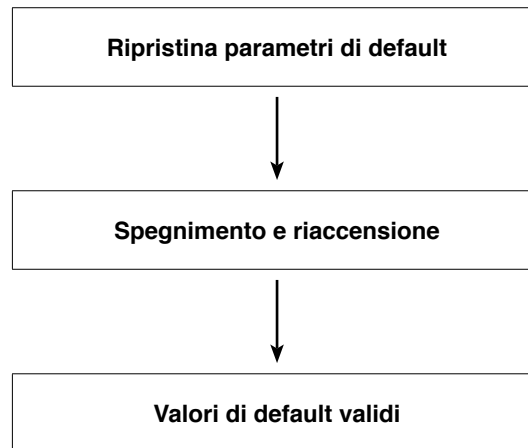 Ripristina parametri di default
Spegnimento e riaccensione
Valori di default validi